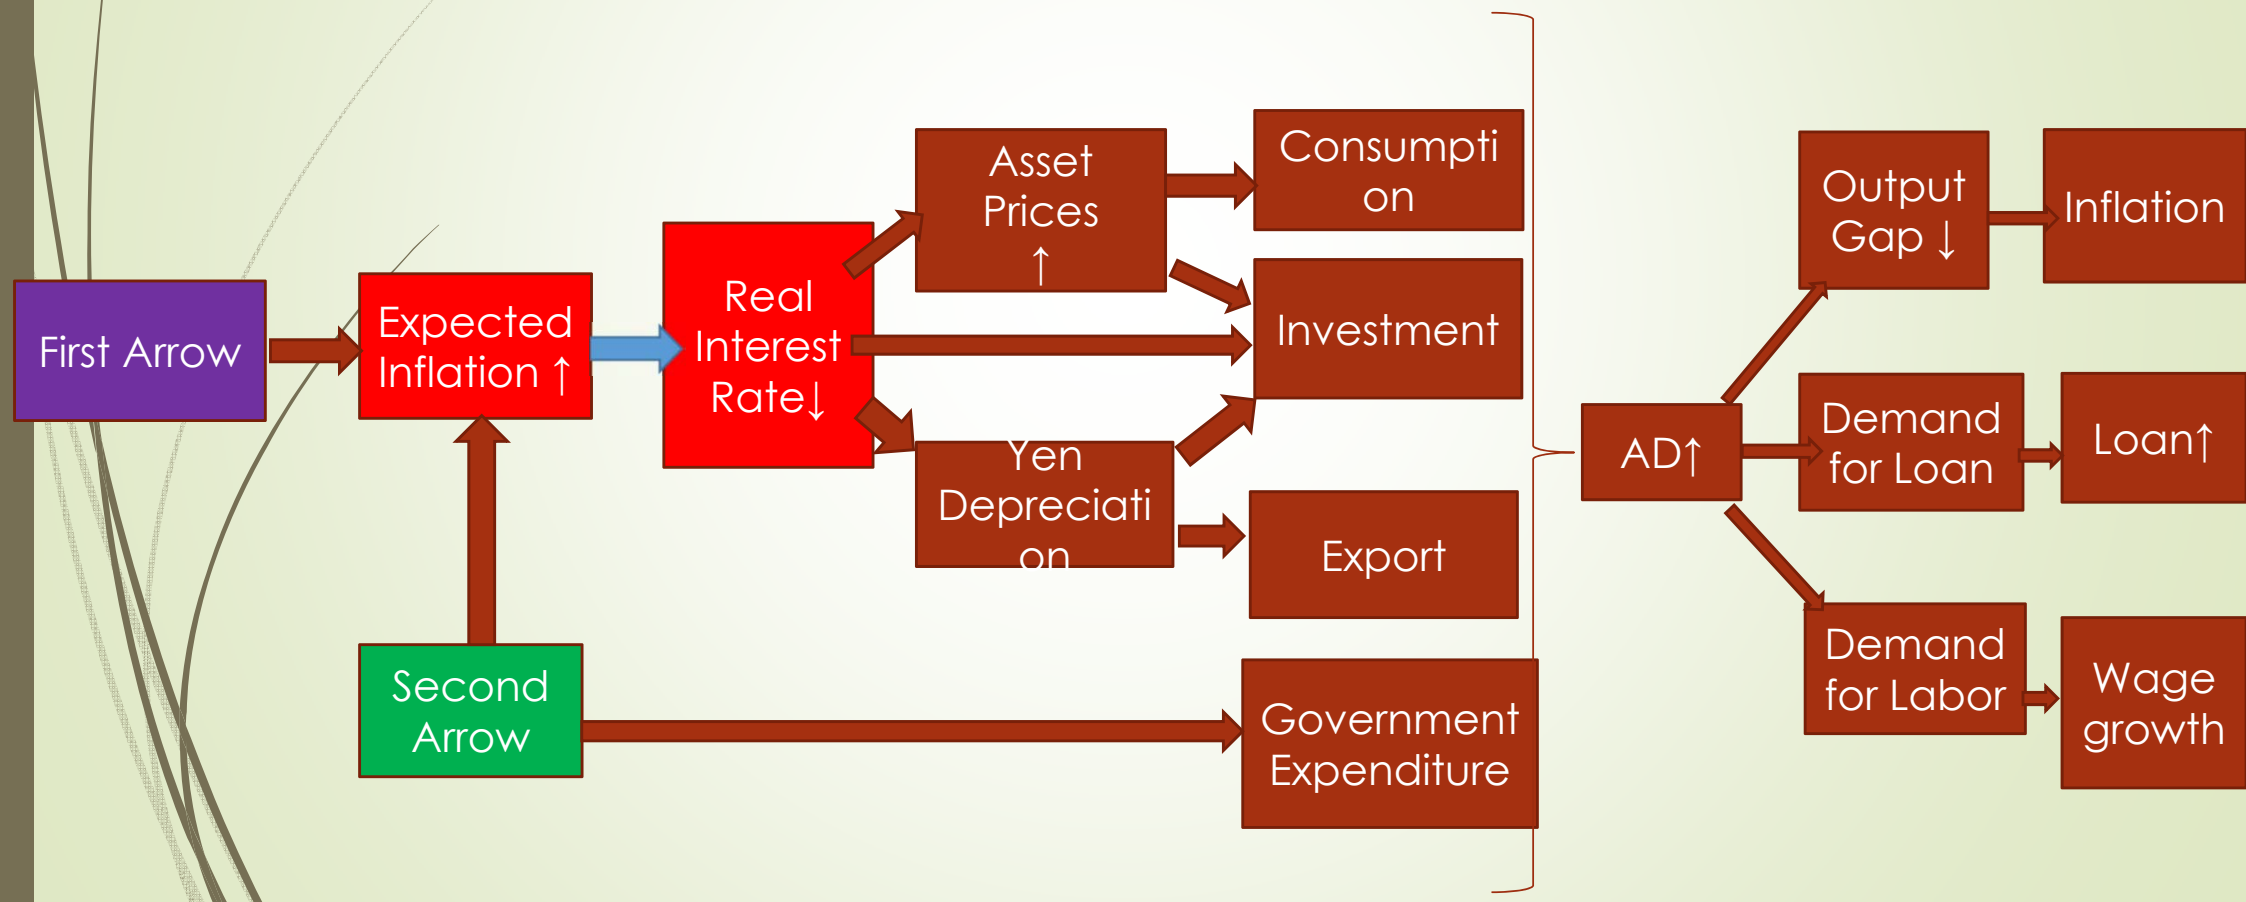 First Arrow
Expected
Inflation ↑
Second
Arrow
Real
Interest
Rate↓
Asset
Prices
↑
Yen
Depreciati
on
Consumpti
on
Investment
Export
Government
Expenditure
AD↑
Output
Gap ↓
Inflation
Demand
for Loan
Loan↑
Demand
for Labor
Wage
growth